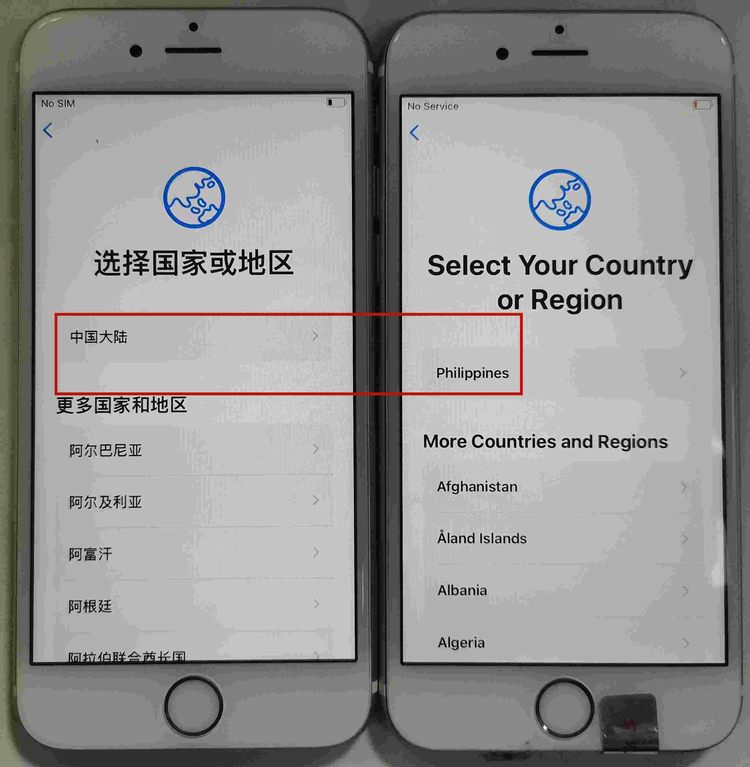 No SIM
选择国家或地区
中国大陆
更多国家和地区
阿尔巴尼亚
阿尔及利亚
阿富汗
阿根廷
阿拉伯联合酋长国
No Service
Select Your Country
or Region
Philippines
More Countries and Regions
Afghanistan
Åland Islands
Albania
Algeria